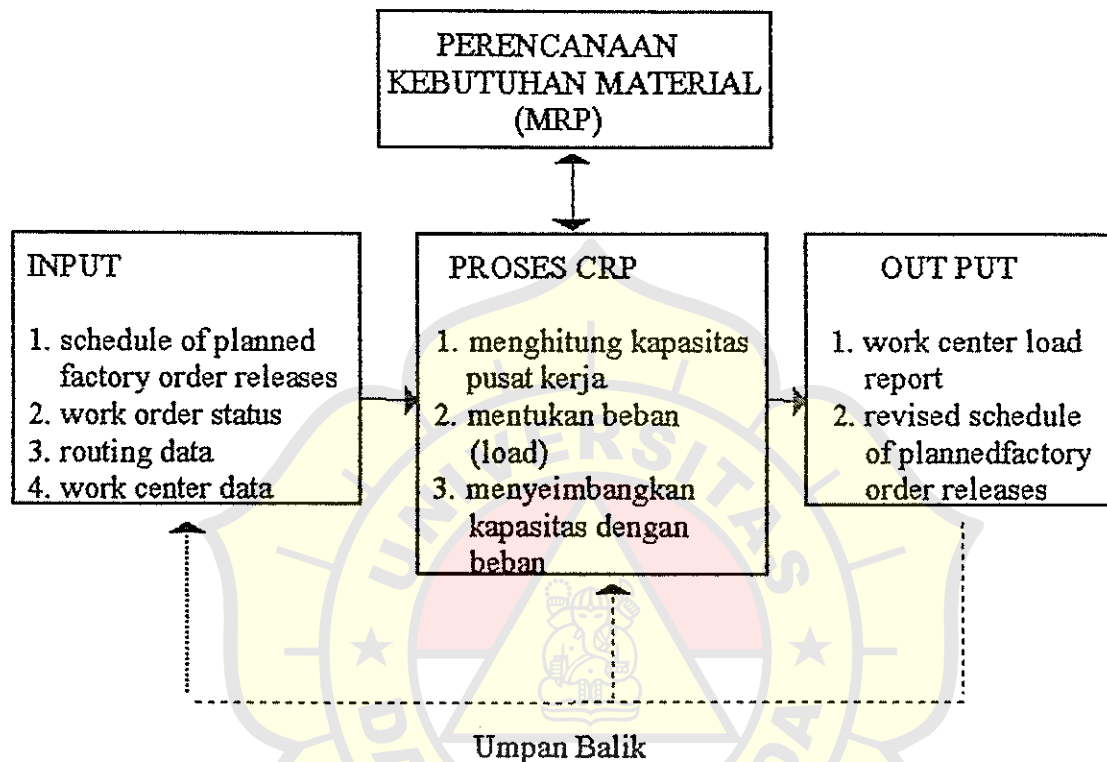 PERENCANAAN
KEBUTUHAN MATERIAL
(MRP)
INPUT
1. schedule of planned
factory order releases
2. work order status
3. routing data
4. work center data
PROSES CRP
1. menghitung kapasitas
pusat kerja
2. mentukan beban
(load)
3. menyeimbangkan
kapasitas dengan
beban
OUT PUT
1. work center load
report
2. revised schedule
of plannedfactory
order releases
UNIVERSITAS
Umpan Balik